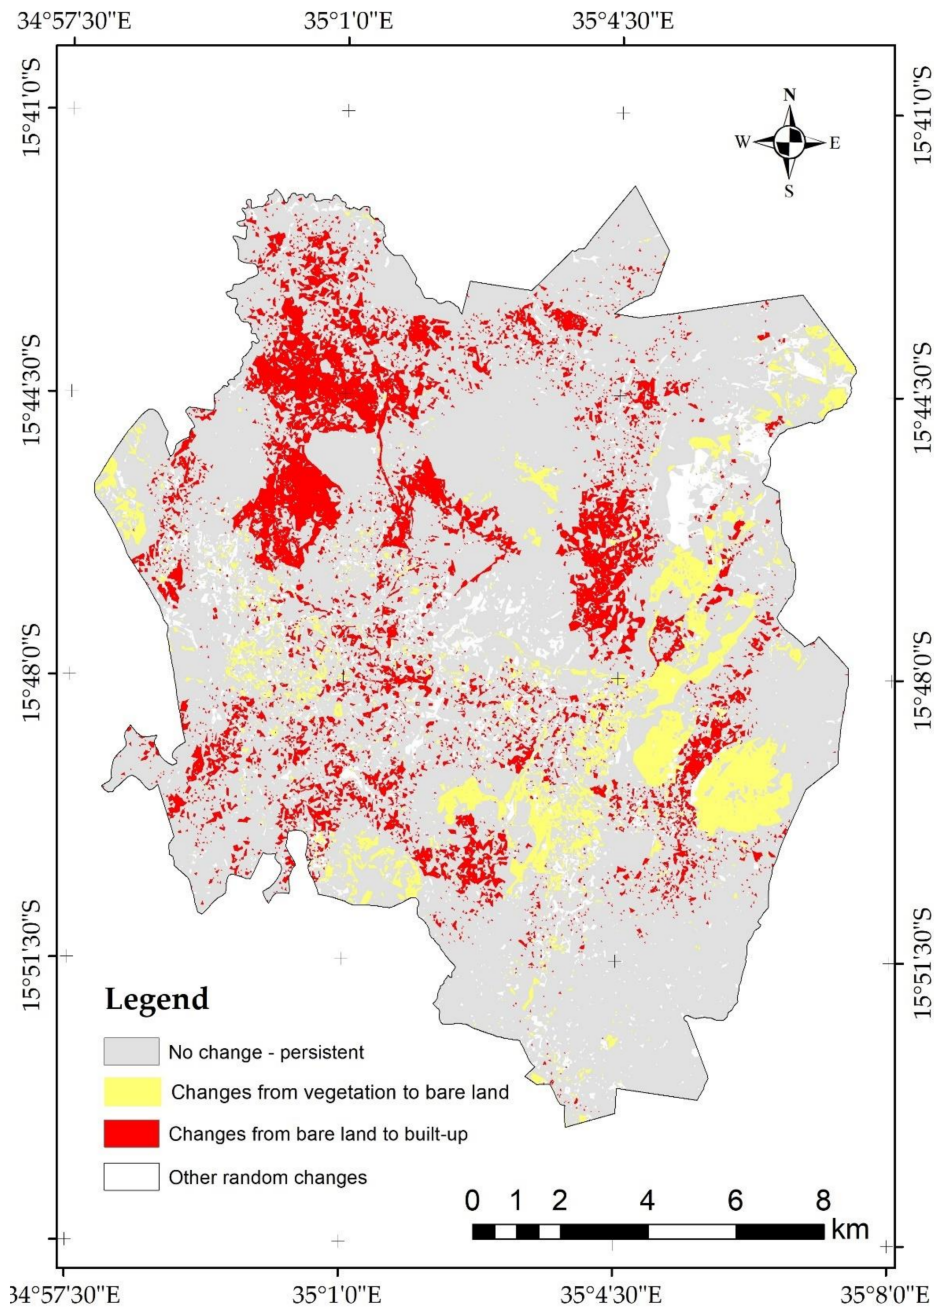 34°57'30"E 35°1'0"E 35°4'30"E
15°41'0"S 15°41'0"S
N
W E
S
15°44'30"S 15°44'30"S
15°48'0"S 15°48'0"S
15°51'30"S 15°51'30"S
Legend
No change - persistent
Changes from vegetation to bare land
Changes from bare land to built-up
Other random changes
0 1 2 4 6 8
km
34°57'30"E 35°1'0"E 35°4'30"E 35°8'0"E